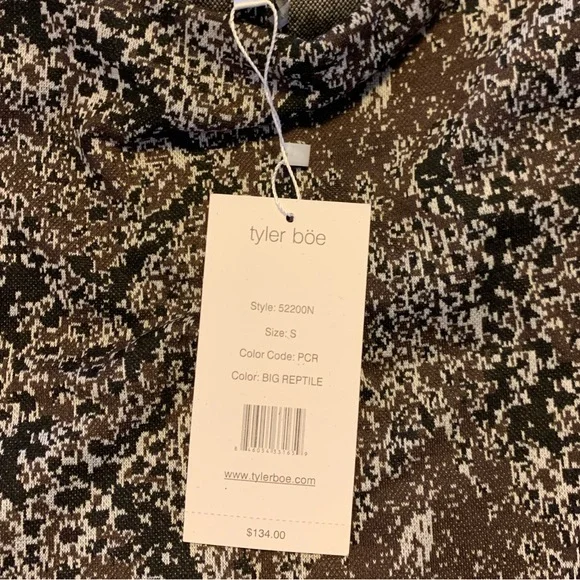 tyler böe
Style: 52200N
Size: S
Color Code: PCR
Color: BIG REPTILE
www.tylerboe.com
$134.00